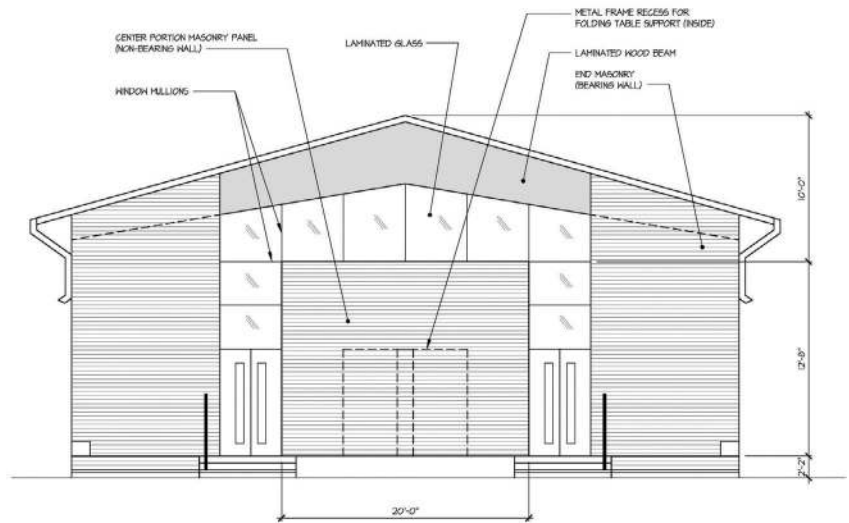 METAL FRAME RECESS FOR
FOLDING TABLE SUPPORT (INSIDE)
CENTER PORTION MASONRY PANEL
(NON-BEARING WALL)
LAMINATED GLASS
LAMINATED WOOD BEAM
END MASONRY
(BEARING WALL)
WINDOW MULLIONS
10'-0"
12'-8"
2'-2"
20'-0"